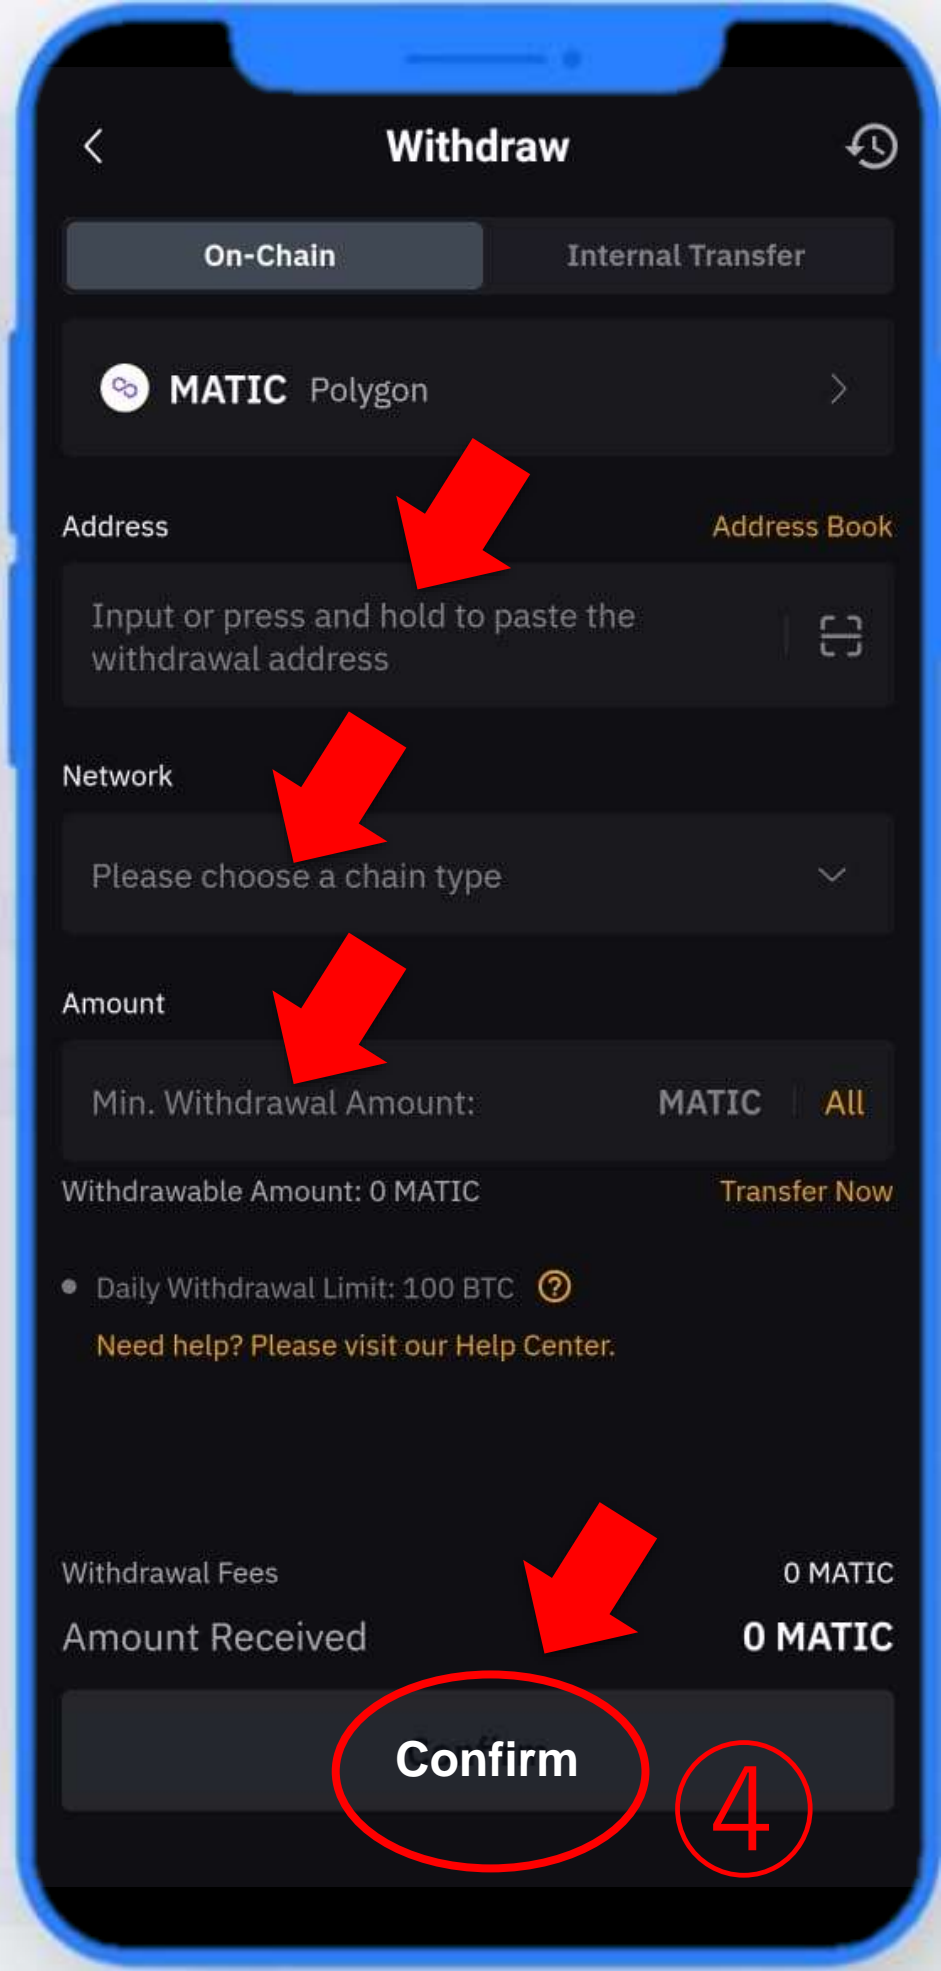 Withdraw
On-Chain
Internal Transfer
MATIC Polygon
Address
Address Book
Input or press and hold to paste the
withdrawal address
Network
Please choose a chain type
Amount
Min. Withdrawal Amount:
MATIC
All
Withdrawable Amount: 0 MATIC
Transfer Now
Daily Withdrawal Limit: 100 BTC ?
Need help? Please visit our Help Center.
Withdrawal Fees
0 MATIC
Amount Received
0 MATIC
Confirm
④